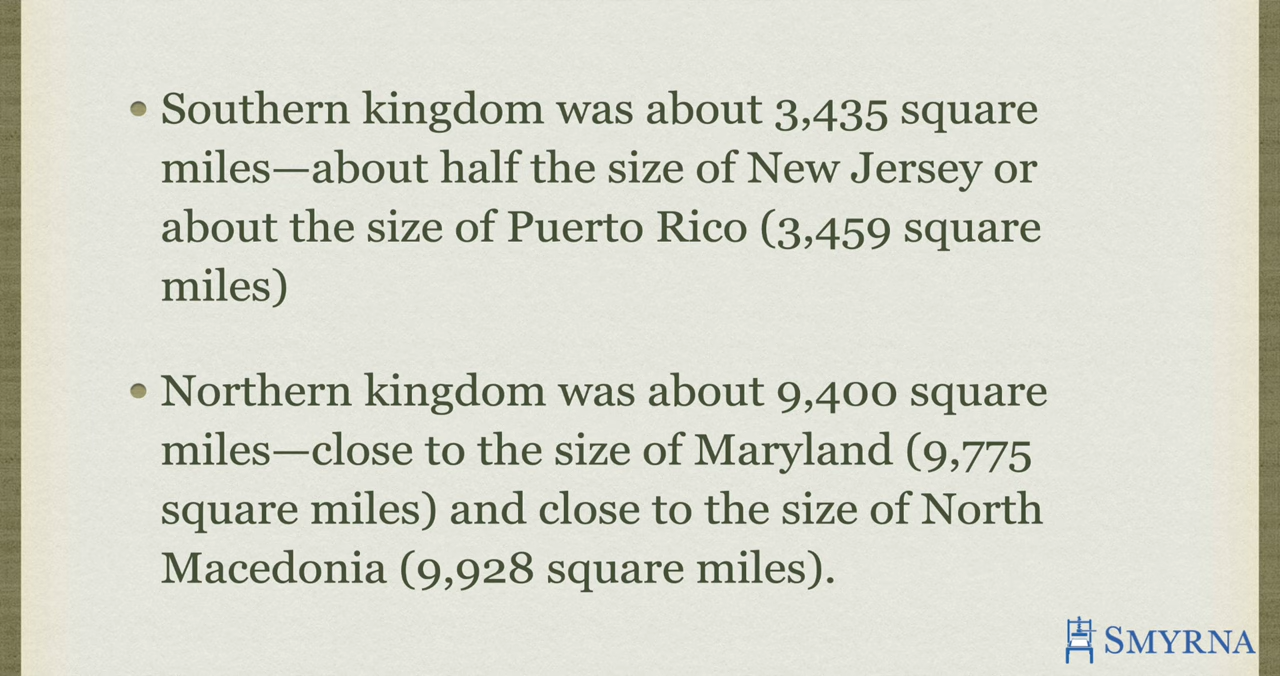 • Southern kingdom was about 3,435 square
miles—about half the size of New Jersey or
about the size of Puerto Rico (3,459 square
miles)
• Northern kingdom was about 9,400 square
miles—close to the size of Maryland (9,775
square miles) and close to the size of North
Macedonia (9,928 square miles).
SMYRNA